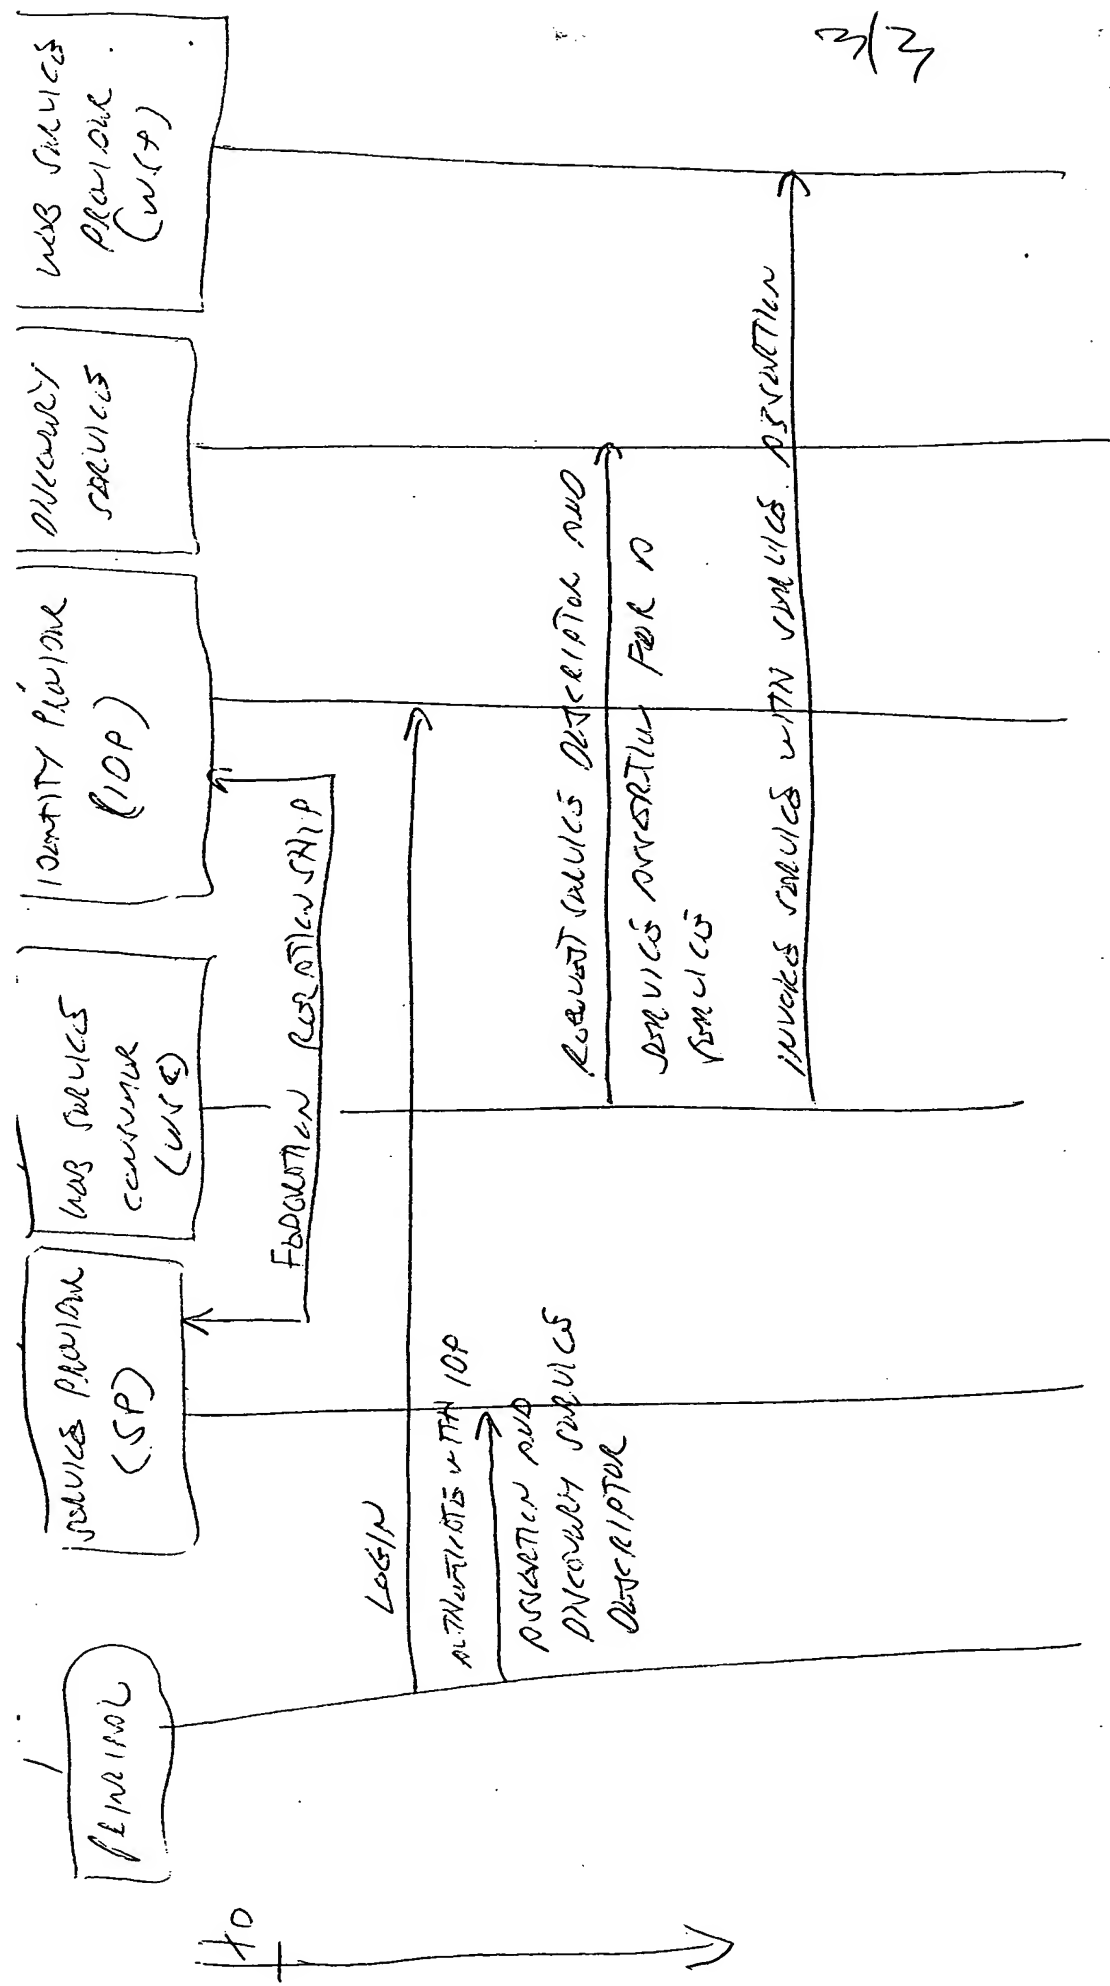 3/3
PRINCIPAL
SERVICE PROVIDER
(SP)
WEB SERVICE
CONSUMER
(WSC)
IDENTITY PROVIDER
(IDP)
DISCOVERY
SERVICE
WEB SERVICE
PROVIDER
(WSP)
FEDERATION RELATIONSHIP
LOGIN
AUTHENTICATE WITH IDP
ASSERTION AND
DISCOVERY SERVICE
DESCRIPTOR
REQUEST SERVICE DESCRIPTOR AND
SERVICE ASSERTION FOR A
SERVICE
INVOKE SERVICE WITH SERVICE ASSERTION